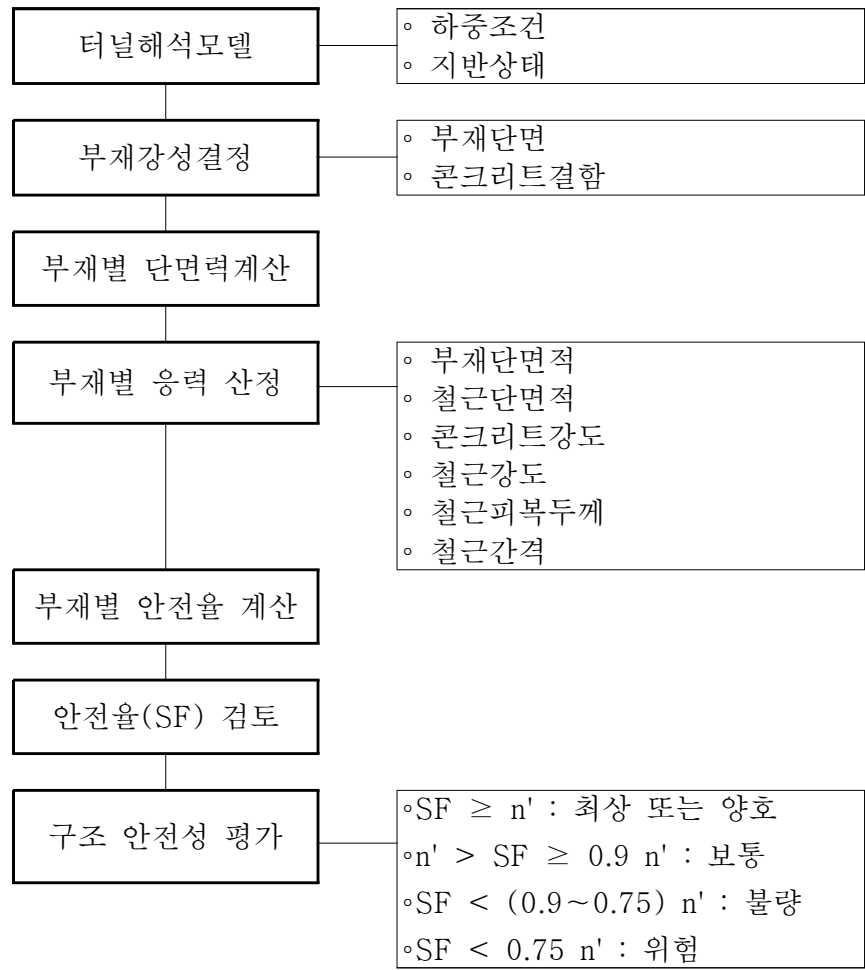 터널해석모델
◦ 하중조건
◦ 지반상태
부재강성결정
◦ 부재단면
◦ 콘크리트결함
부재별 단면력계산
부재별 응력 산정
◦ 부재단면적
◦ 철근단면적
◦ 콘크리트강도
◦ 철근강도
◦ 철근피복두께
◦ 철근간격
부재별 안전율 계산
안전율(SF) 검토
구조 안전성 평가
◦SF ≥ n' : 최상 또는 양호
◦n' > SF ≥ 0.9 n' : 보통
◦SF < (0.9~0.75) n' : 불량
◦SF < 0.75 n' : 위험